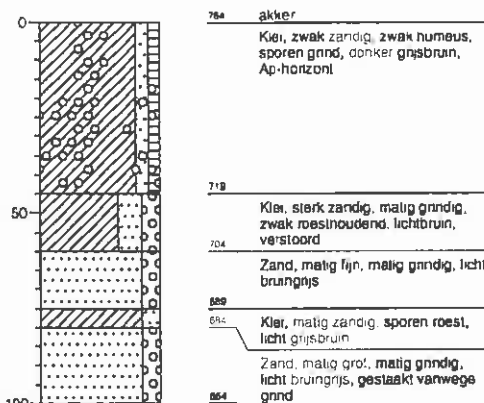 0
764 akker
Klei, zwak zandig, zwak humeus,
sporen grind, donker grijsbruin,
Ap-horizont
719
50
Klei, sterk zandig, matig grindig,
zwak roesthoudend, lichtbruin,
verstoord
704
Zand, matig fijn, matig grindig, licht
bruingrijs
689
684
Klei, matig zandig, sporen roest,
licht grijsbruin
Zand, matig grof, matig grindig,
licht bruingrijs, gestaakt vanwege
100
664 grind